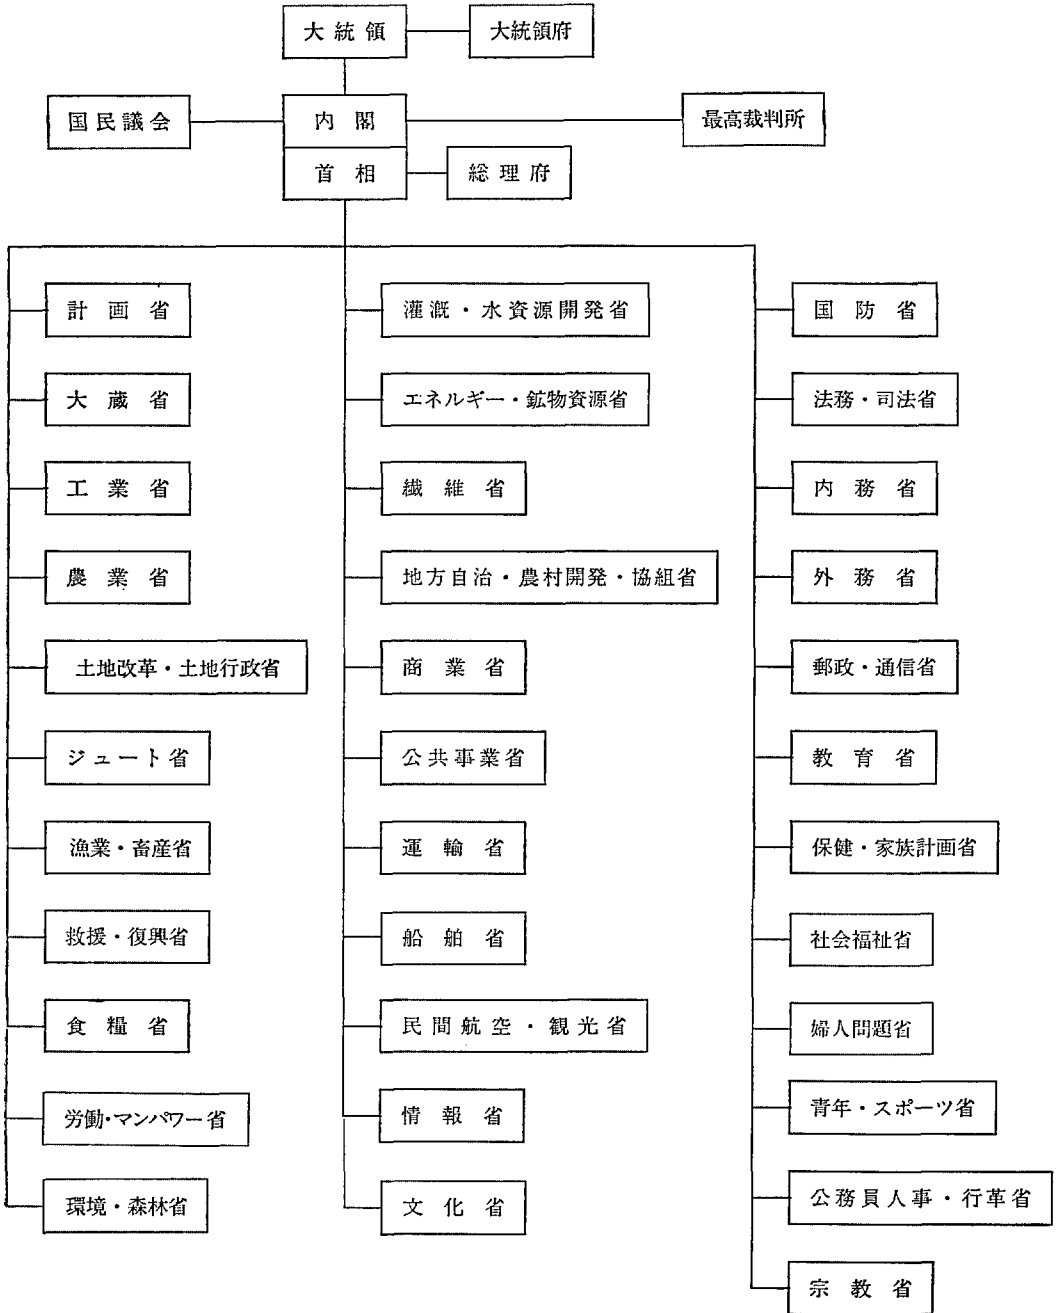 大統領
大統領府
国民議会
内閣
最高裁判所
首相
総理府
計画省
大蔵省
工業省
農業省
土地改革・土地行政省
ジュート省
漁業・畜産省
救援・復興省
食糧省
労働・マンパワー省
環境・森林省
灌漑・水資源開発省
エネルギー・鉱物資源省
繊維省
地方自治・農村開発・協組省
商業省
公共事業省
運輸省
船舶省
民間航空・観光省
情報省
文化省
国防省
法務・司法省
内務省
外務省
郵政・通信省
教育省
保健・家族計画省
社会福祉省
婦人問題省
青年・スポーツ省
公務員人事・行革省
宗教省